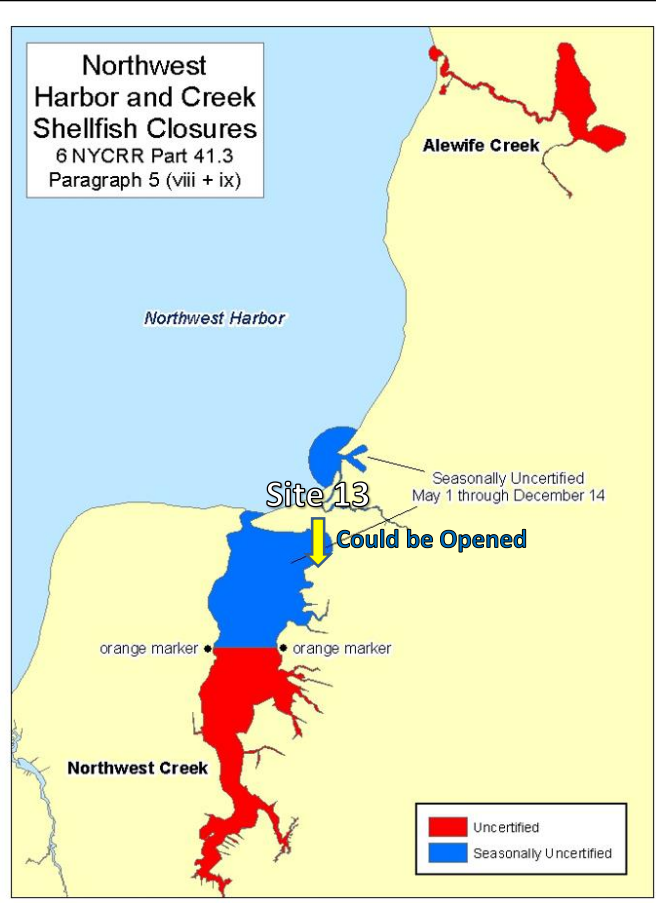 Northwest
Harbor and Creek
Shellfish Closures
6 NYCRR Part 41.3
Paragraph 5 (viii + ix)
Alewife Creek
Northwest Harbor
Seasonally Uncertified
May 1 through December 14
Site 13
Could be Opened
orange marker
orange marker
Northwest Creek
Uncertified
Seasonally Uncertified